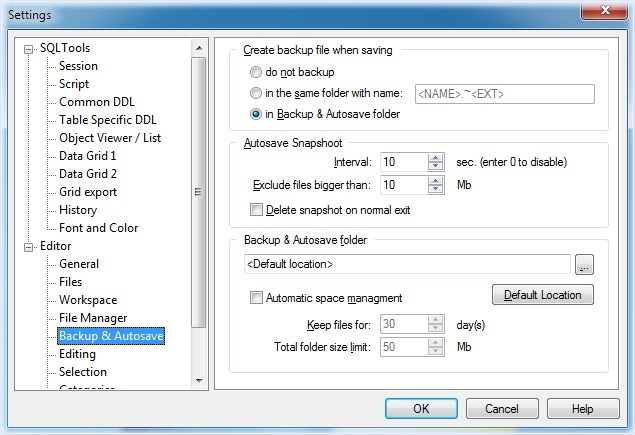 Settings
SQLTools
Session
Script
Common DDL
Table Specific DDL
Object Viewer / List
Data Grid 1
Data Grid 2
Grid export
History
Font and Color
Editor
General
Files
Workspace
File Manager
Backup & Autosave
Editing
Selection
Create backup file when saving
do not backup
in the same folder with name: <NAME>.~<EXT>
in Backup & Autosave folder
Autosave Snapshoot
Interval: 10 sec. (enter 0 to disable)
Exclude files bigger than: 10 Mb
Delete snapshot on normal exit
Backup & Autosave folder
<Default location> ...
Automatic space managment Default Location
Keep files for: 30 day(s)
Total folder size limit: 50 Mb
OK Cancel Help